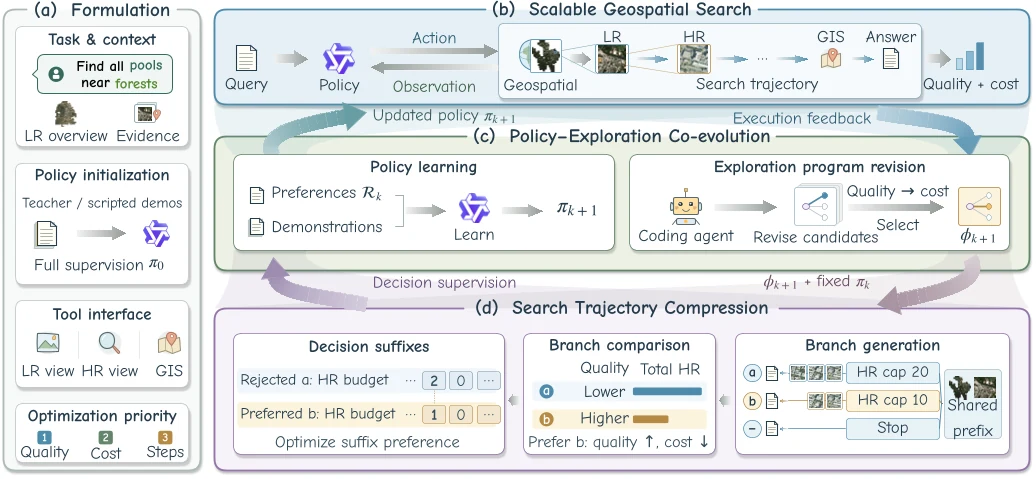 (a) Formulation
Task & context
Find all pools
near forests
LR overview Evidence
Policy initialization
Teacher / scripted demos
Full supervision π0
Tool interface
LR view HR view GIS
Optimization priority
1 2 3
Quality Cost Steps
(b) Scalable Geospatial Search
Query
Policy
Action
Observation
Geospatial
LR
HR
...
GIS
Answer
Search trajectory
Quality + cost
Updated policy πk+1
Execution feedback
(c) Policy-Exploration Co-evolution
Policy learning
Preferences Rk
Demonstrations
Learn
πk+1
Exploration program revision
Coding agent
Revise candidates
Quality → cost
Select
ϕk+1
Decision supervision
ϕk+1 + fixed πk
(d) Search Trajectory Compression
Decision suffixes
Rejected a: HR budget ... 2 0 ...
Preferred b: HR budget ... 1 0 ...
Optimize suffix preference
Branch comparison
Quality Total HR
a Lower
b Higher
Prefer b: quality ↑, cost ↓
Branch generation
a HR cap 20
b HR cap 10
– Stop
Shared
prefix